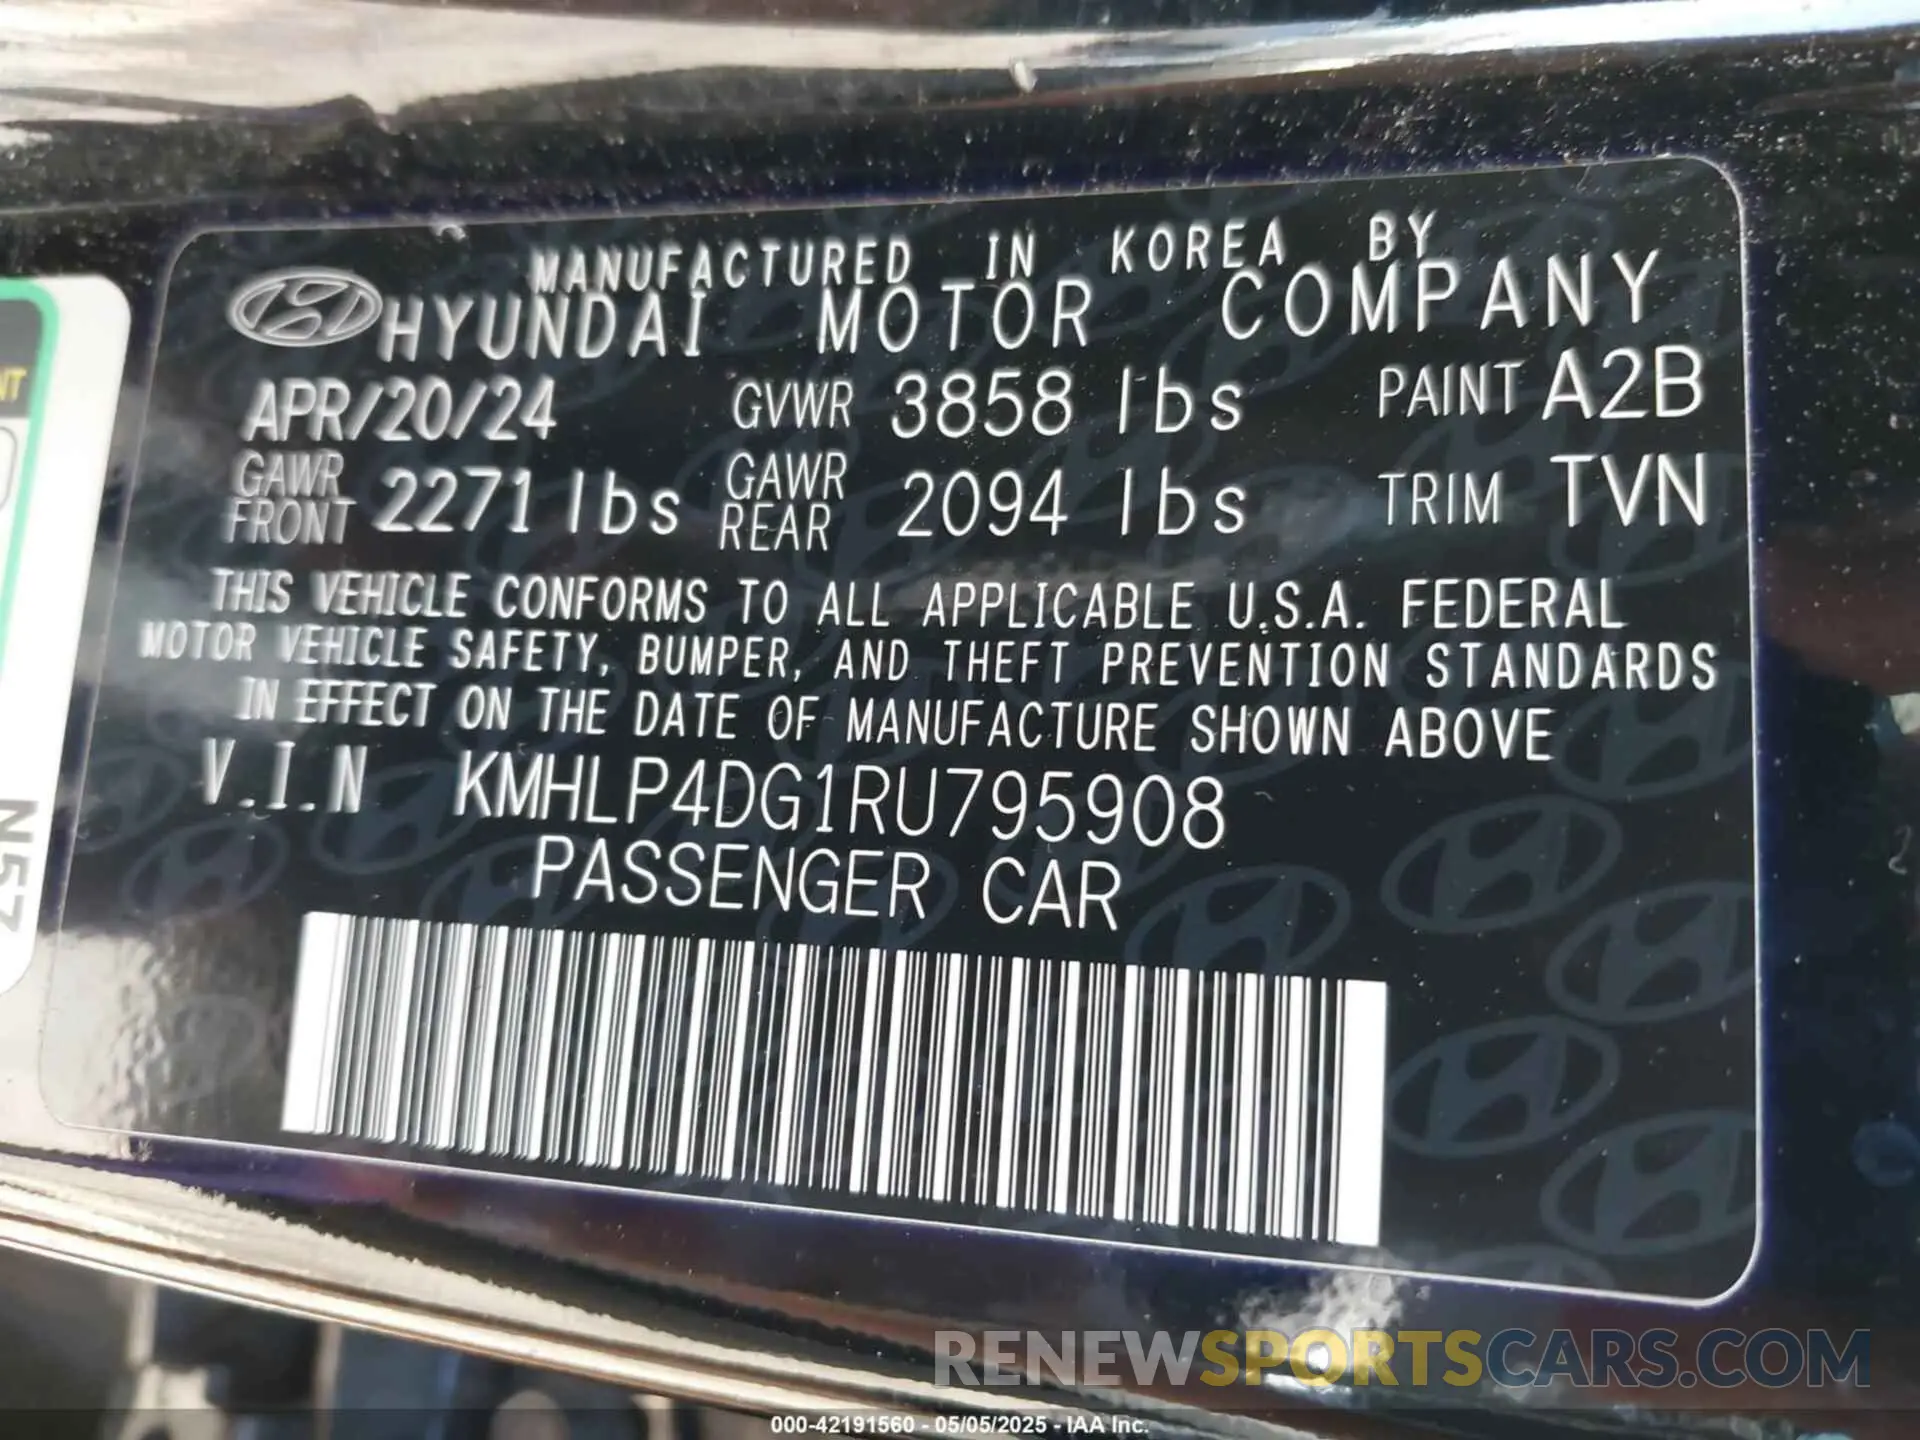 MANUFACTURED IN KOREA BY
HYUNDAI MOTOR COMPANY
APR/20/24 GVWR 3858 lbs PAINT A2B
GAWR FRONT 2271 lbs GAWR REAR 2094 lbs TRIM TVN
THIS VEHICLE CONFORMS TO ALL APPLICABLE U.S.A. FEDERAL
MOTOR VEHICLE SAFETY, BUMPER, AND THEFT PREVENTION STANDARDS
IN EFFECT ON THE DATE OF MANUFACTURE SHOWN ABOVE
V.I.N KMHLP4DG1RU795908
PASSENGER CAR
NT
N57
RENEWSPORTSCARS.COM
000-42191560 - 05/05/2025 - IAA Inc.